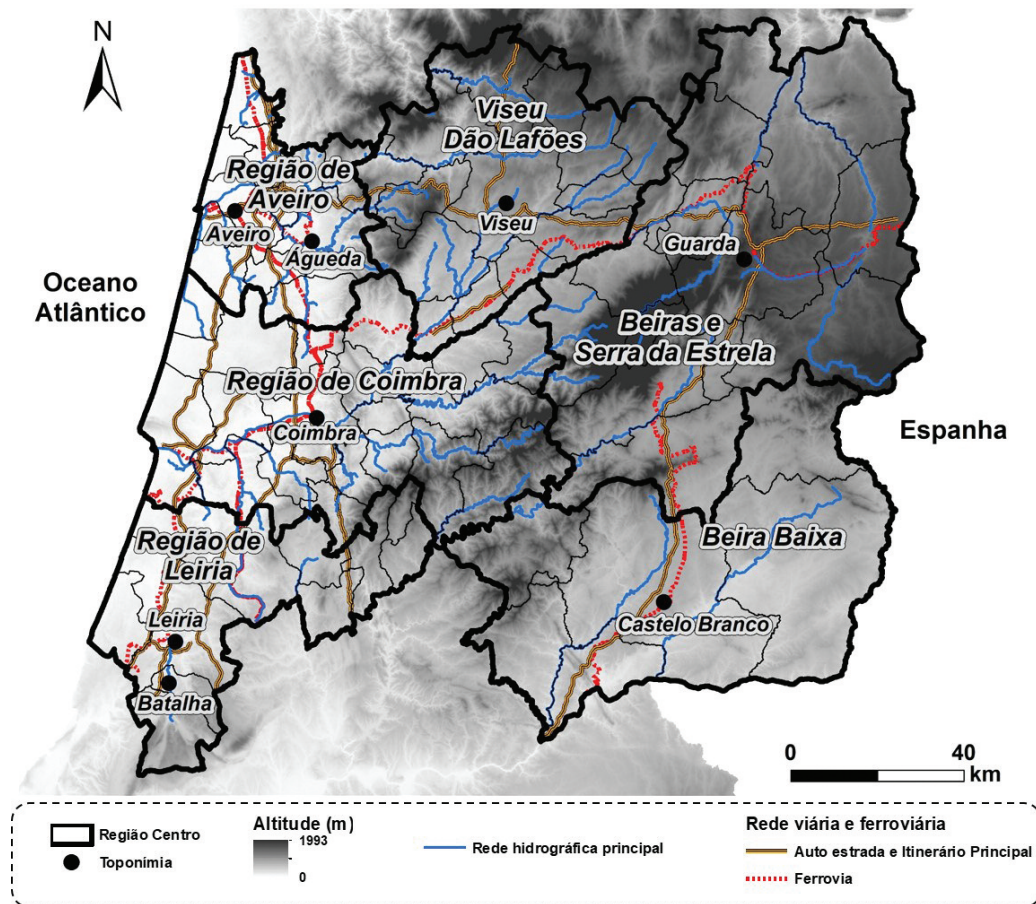 N
Viseu
Dão Lafões
Região de
Aveiro
Viseu
Aveiro
Águeda
Guarda
Oceano
Atlântico
Beiras e
Serra da Estrela
Região de Coimbra
Coimbra
Espanha
Região de
Leiria
Beira Baixa
Leiria
Castelo Branco
Batalha
0 40
km
Região Centro
Toponímia
Altitude (m)
1993
0
Rede hidrográfica principal
Rede viária e ferroviária
Auto estrada e Itinerário Principal
Ferrovia